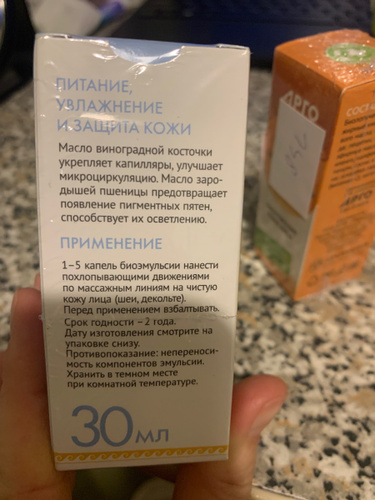 ПИТАНИЕ,
УВЛАЖНЕНИЕ
И ЗАЩИТА КОЖИ
Масло виноградной косточки
укрепляет капилляры, улучшает
микроциркуляцию. Масло заро-
дышей пшеницы предотвращает
появление пигментных пятен,
способствует их осветлению.
ПРИМЕНЕНИЕ
1–5 капель биоэмульсии нанести
похлопывающими движениями
по массажным линиям на чистую
кожу лица (шеи, декольте).
Перед применением взбалтывать.
Срок годности – 2 года.
Дату изготовления смотрите на
упаковке снизу.
Противопоказание: непереноси-
мость компонентов эмульсии.
Хранить в темном месте
при комнатной температуре.
30 мл
АРГО
СОСТА
АРГО